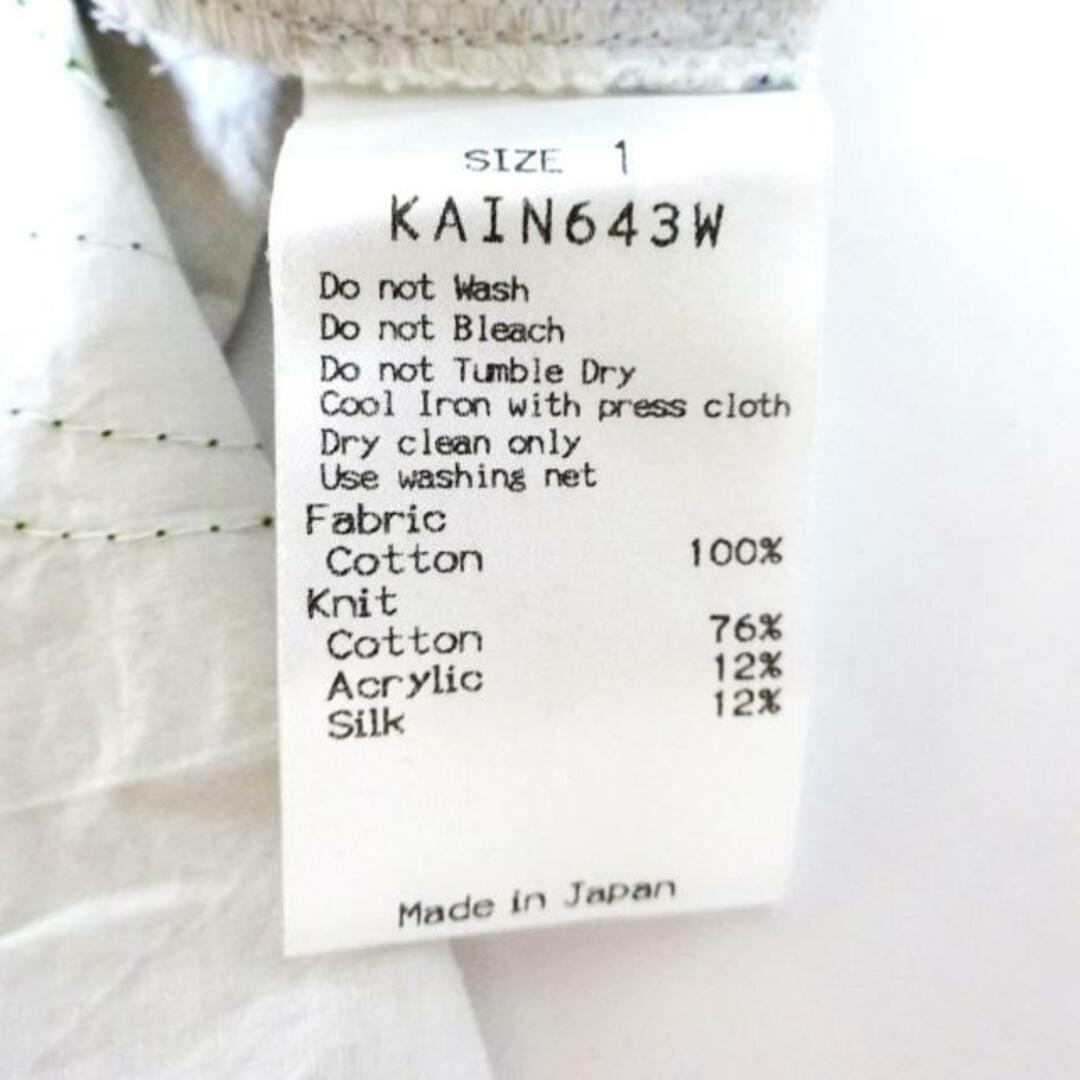 SIZE 1
KAIN643W
Do not Wash
Do not Bleach
Do not Tumble Dry
Cool Iron with press cloth
Dry clean only
Use washing net
Fabric
Cotton 100%
Knit
Cotton 76%
Acrylic 12%
Silk 12%
Made in Japan